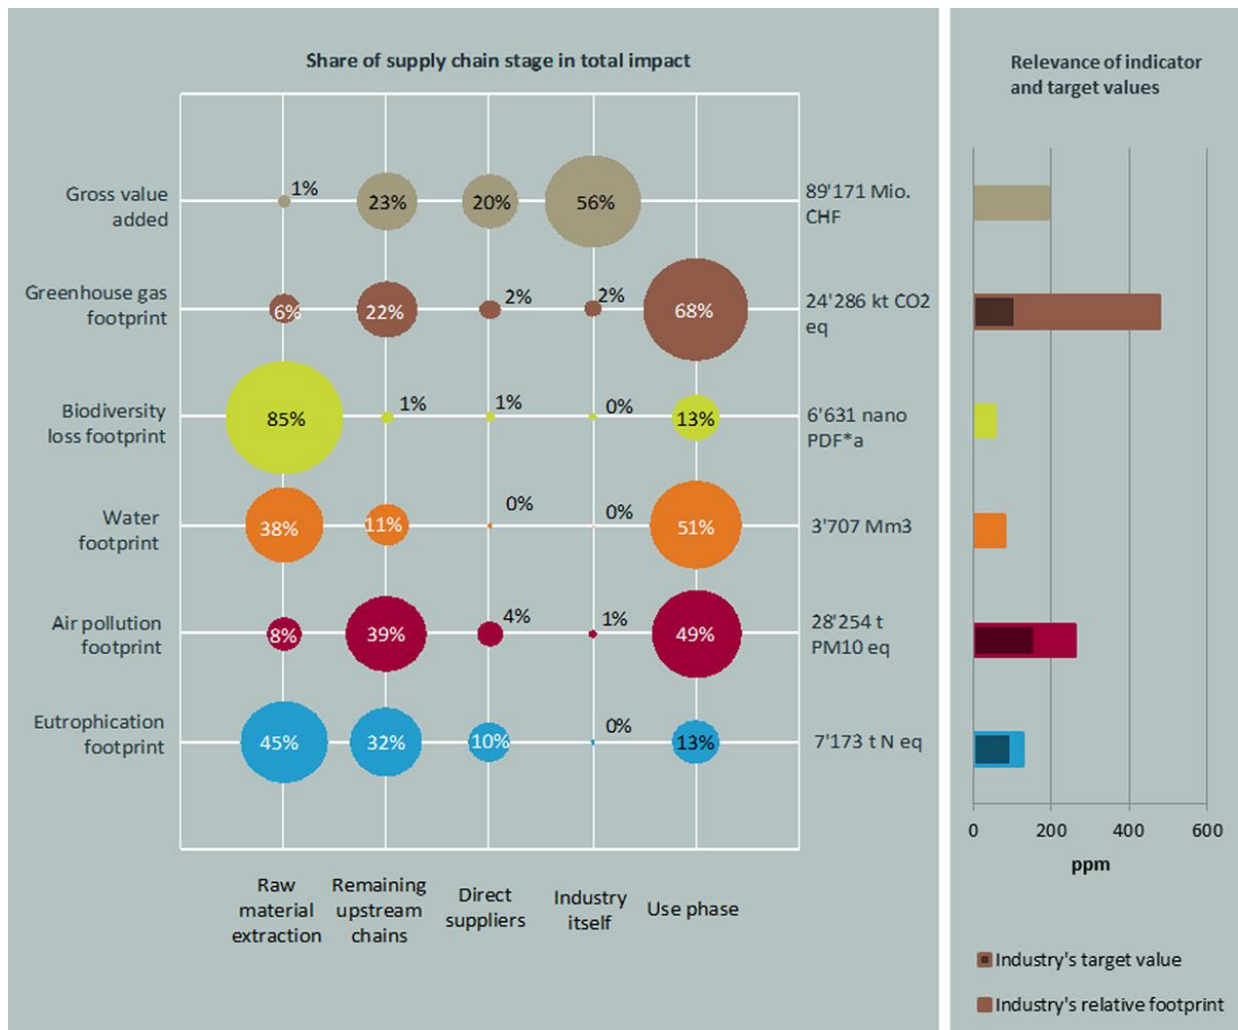 Share of supply chain stage in total impact
Gross value
added
1%
23%
20%
56%
89'171 Mio.
CHF
Greenhouse gas
footprint
6%
22%
2%
2%
68%
24'286 kt CO2
eq
Biodiversity
loss footprint
85%
1%
1%
0%
13%
6'631 nano
PDF*a
Water
footprint
38%
11%
0%
0%
51%
3'707 Mm3
Air pollution
footprint
8%
39%
4%
1%
49%
28'254 t
PM10 eq
Eutrophication
footprint
45%
32%
10%
0%
13%
7'173 t N eq
Raw
material
extraction
Remaining
upstream
chains
Direct
suppliers
Industry
itself
Use phase
Relevance of indicator
and target values
0
200
400
600
ppm
Industry's target value
Industry's relative footprint